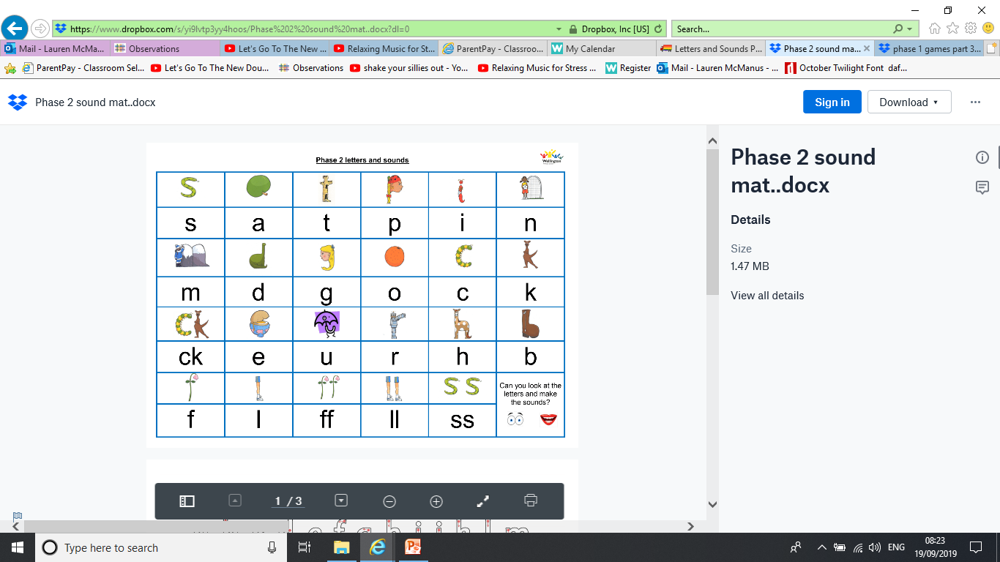 https://www.dropbox.com/s/yi9lvtp3yy4hoos/Phase%202%20sound%20mat..docx?dl=0
Dropbox, Inc [US]
Search...
Mail - Lauren McMa...
Observations
Let's Go To The New ...
Relaxing Music for St...
ParentPay - Classroo...
My Calendar
Letters and Sounds P...
Phase 2 sound ma...
phase 1 games part 3...
ParentPay - Classroom Sel...
Let's Go To The New Dou...
Observations
shake your sillies out - Yo...
Relaxing Music for Stress ...
Register
Mail - Lauren McManus - ...
October Twilight Font daf...
Phase 2 sound mat..docx
Sign in
Download
Phase 2 letters and sounds
Wellington
s a t p i n
m d g o c k
ck e u r h b
Can you look at the
letters and make
the sounds?
f l ff ll ss
1 / 3
Phase 2 sound
mat..docx
Details
Size
1.47 MB
View all details
Type here to search
ENG
08:23
19/09/2019